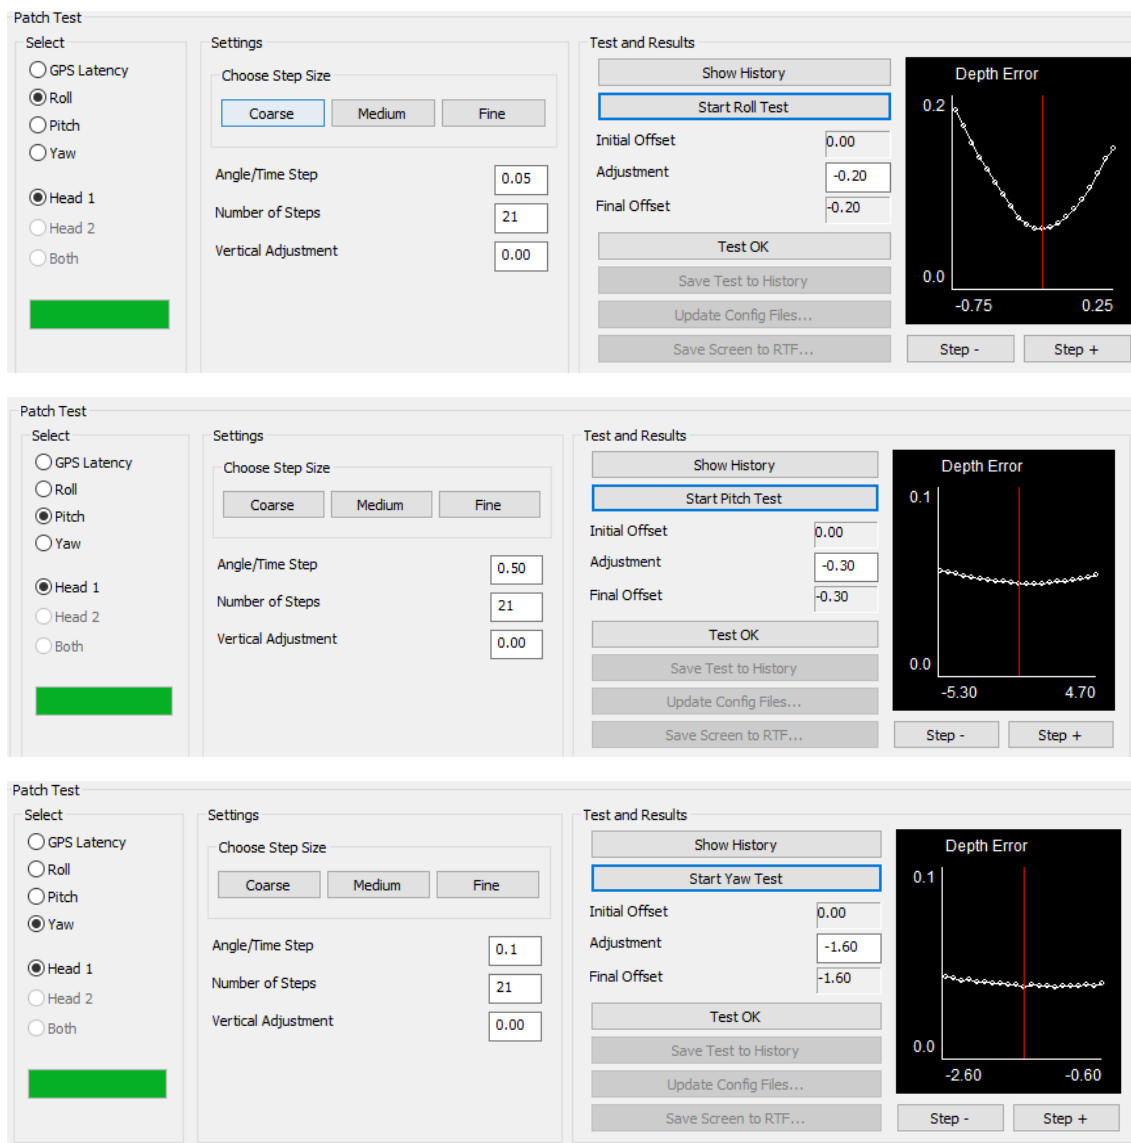 Patch Test
Select
GPS Latency
Roll
Pitch
Yaw
Head 1
Head 2
Both
Settings
Choose Step Size
Coarse Medium Fine
Angle/Time Step 0.05
Number of Steps 21
Vertical Adjustment 0.00
Test and Results
Show History
Start Roll Test
Initial Offset 0.00
Adjustment -0.20
Final Offset -0.20
Test OK
Save Test to History
Update Config Files...
Save Screen to RTF...
Depth Error
0.2
0.0
-0.75 0.25
Step - Step +
Patch Test
Select
GPS Latency
Roll
Pitch
Yaw
Head 1
Head 2
Both
Settings
Choose Step Size
Coarse Medium Fine
Angle/Time Step 0.50
Number of Steps 21
Vertical Adjustment 0.00
Test and Results
Show History
Start Pitch Test
Initial Offset 0.00
Adjustment -0.30
Final Offset -0.30
Test OK
Save Test to History
Update Config Files...
Save Screen to RTF...
Depth Error
0.1
0.0
-5.30 4.70
Step - Step +
Patch Test
Select
GPS Latency
Roll
Pitch
Yaw
Head 1
Head 2
Both
Settings
Choose Step Size
Coarse Medium Fine
Angle/Time Step 0.1
Number of Steps 21
Vertical Adjustment 0.00
Test and Results
Show History
Start Yaw Test
Initial Offset 0.00
Adjustment -1.60
Final Offset -1.60
Test OK
Save Test to History
Update Config Files...
Save Screen to RTF...
Depth Error
0.1
0.0
-2.60 -0.60
Step - Step +